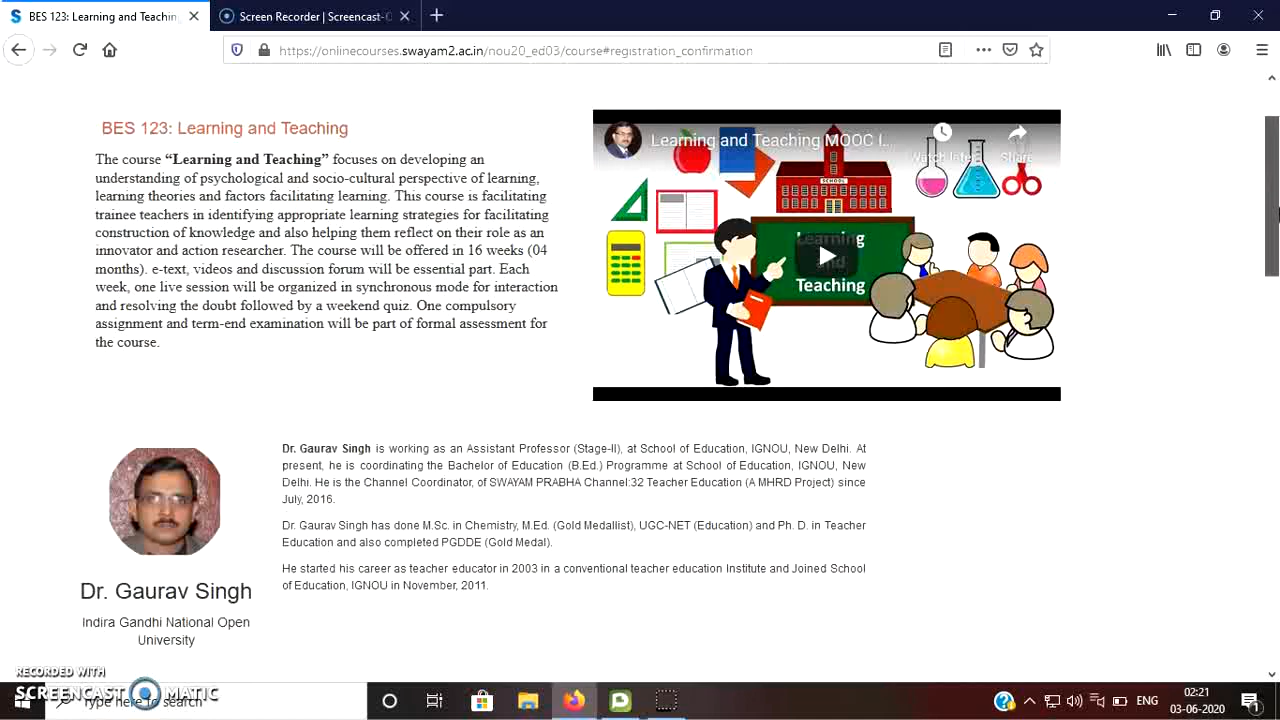 BES 123: Learning and Teaching
Screen Recorder | Screencast-O
https://onlinecourses.swayam2.ac.in/nou20_ed03/course#registration_confirmation
BES 123: Learning and Teaching
The course “Learning and Teaching” focuses on developing an
understanding of psychological and socio-cultural perspective of learning,
learning theories and factors facilitating learning. This course is facilitating
trainee teachers in identifying appropriate learning strategies for facilitating
construction of knowledge and also helping them reflect on their role as an
innovator and action researcher. The course will be offered in 16 weeks (04
months). e-text, videos and discussion forum will be essential part. Each
week, one live session will be organized in synchronous mode for interaction
and resolving the doubt followed by a weekend quiz. One compulsory
assignment and term-end examination will be part of formal assessment for
the course.
Learning and Teaching MOOC I...
Watch later
Share
SCHOOL
Learning
and
Teaching
Dr. Gaurav Singh is working as an Assistant Professor (Stage-II), at School of Education, IGNOU, New Delhi. At
present, he is coordinating the Bachelor of Education (B.Ed.) Programme at School of Education, IGNOU, New
Delhi. He is the Channel Coordinator, of SWAYAM PRABHA Channel:32 Teacher Education (A MHRD Project) since
July, 2016.
Dr. Gaurav Singh has done M.Sc. in Chemistry, M.Ed. (Gold Medallist), UGC-NET (Education) and Ph. D. in Teacher
Education and also completed PGDDE (Gold Medal).
He started his career as teacher educator in 2003 in a conventional teacher education Institute and Joined School
of Education, IGNOU in November, 2011.
Dr. Gaurav Singh
Indira Gandhi National Open
University
RECORDED WITH
SCREENCAST MATIC
Type here to search
ENG
02:21
03-06-2020
1